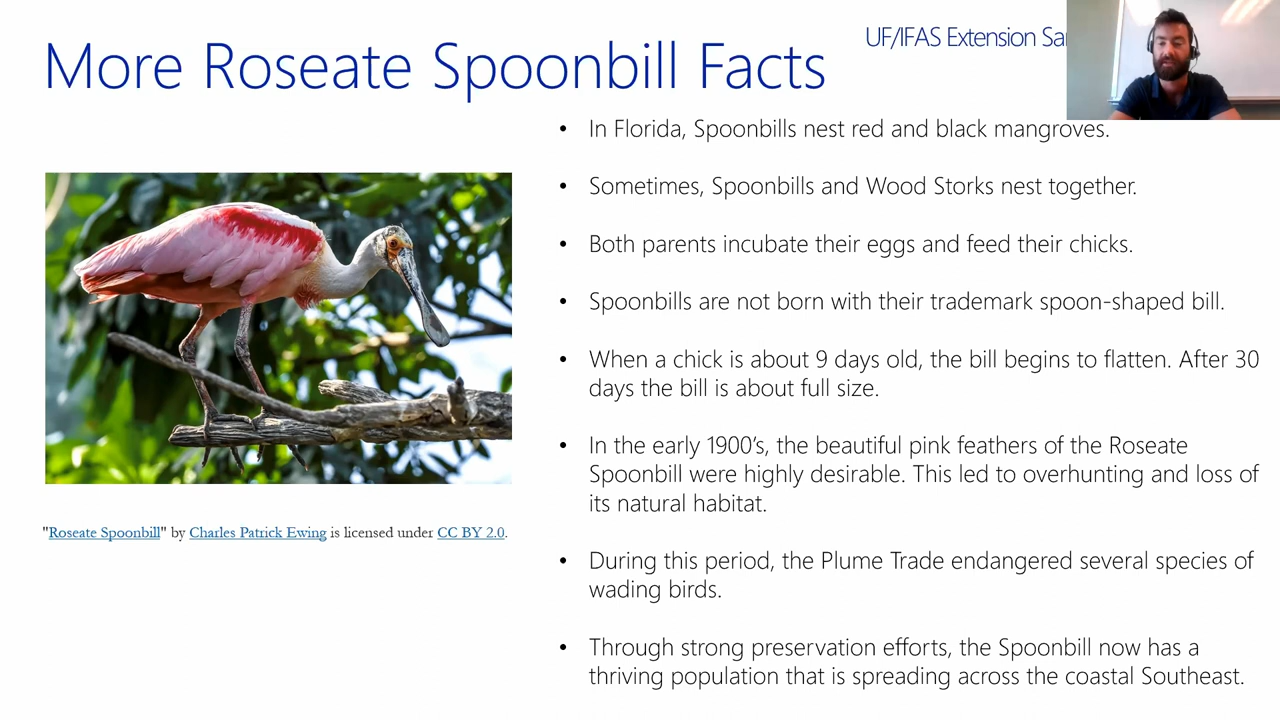 More Roseate Spoonbill Facts
UF/IFAS Extension
• In Florida, Spoonbills nest red and black mangroves.
• Sometimes, Spoonbills and Wood Storks nest together.
• Both parents incubate their eggs and feed their chicks.
• Spoonbills are not born with their trademark spoon-shaped bill.
• When a chick is about 9 days old, the bill begins to flatten. After 30
days the bill is about full size.
• In the early 1900's, the beautiful pink feathers of the Roseate
Spoonbill were highly desirable. This led to overhunting and loss of
its natural habitat.
• During this period, the Plume Trade endangered several species of
wading birds.
• Through strong preservation efforts, the Spoonbill now has a
thriving population that is spreading across the coastal Southeast.
"Roseate Spoonbill" by Charles Patrick Ewing is licensed under CC BY 2.0.